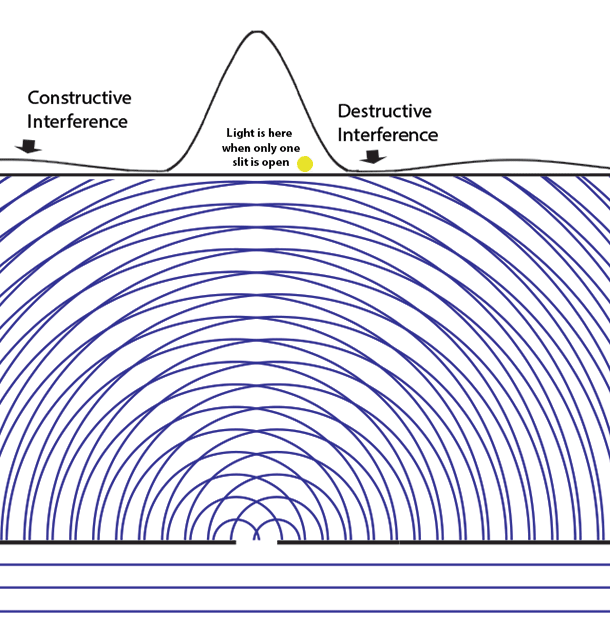 Constructive
Interference
Light is here
when only one
slit is open
Destructive
Interference